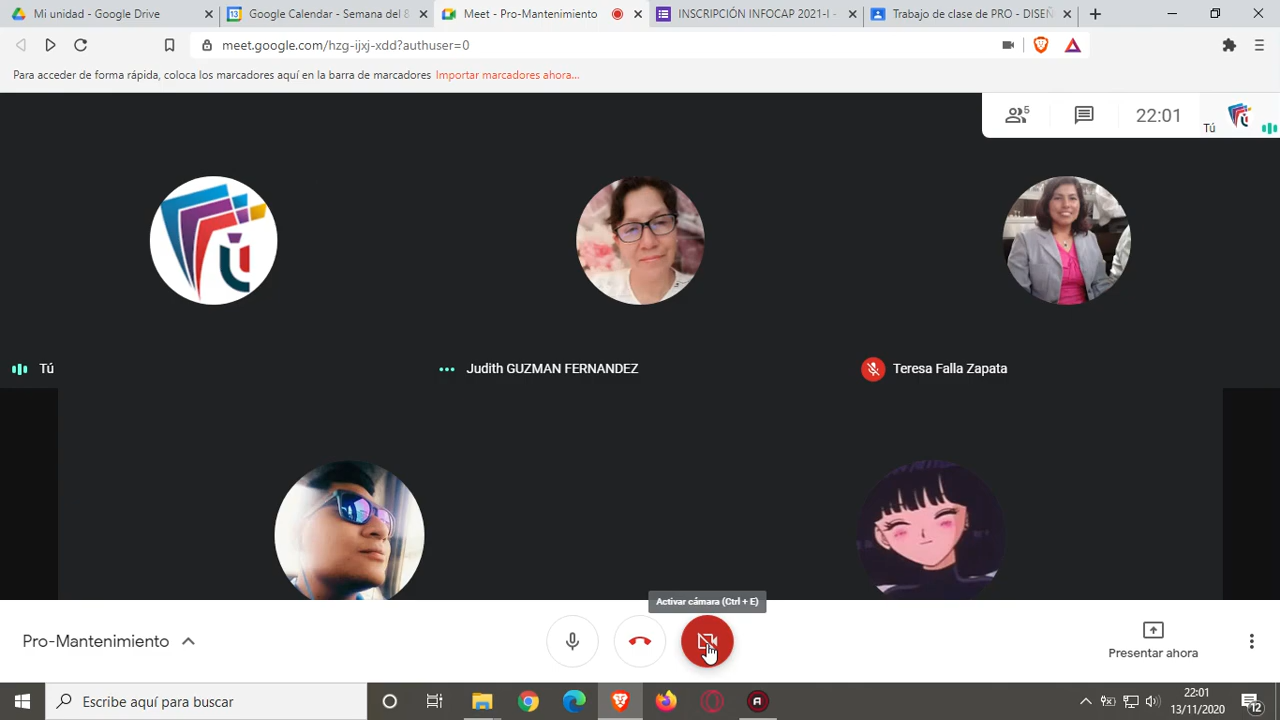 Mi unidad - Google Drive
Google Calendar - Semana del 8
Meet - Pro-Mantenimiento
INSCRIPCIÓN INFOCAP 2021-I -
Trabajo de clase de PRO - DISEÑ
meet.google.com/hzg-ijxj-xdd?authuser=0
Para acceder de forma rápida, coloca los marcadores aquí en la barra de marcadores Importar marcadores ahora...
5
22:01
Tú
Tú
Judith GUZMAN FERNANDEZ
Teresa Falla Zapata
Activar cámara (Ctrl + E)
Pro-Mantenimiento
Presentar ahora
Escribe aquí para buscar
22:01
13/11/2020
12